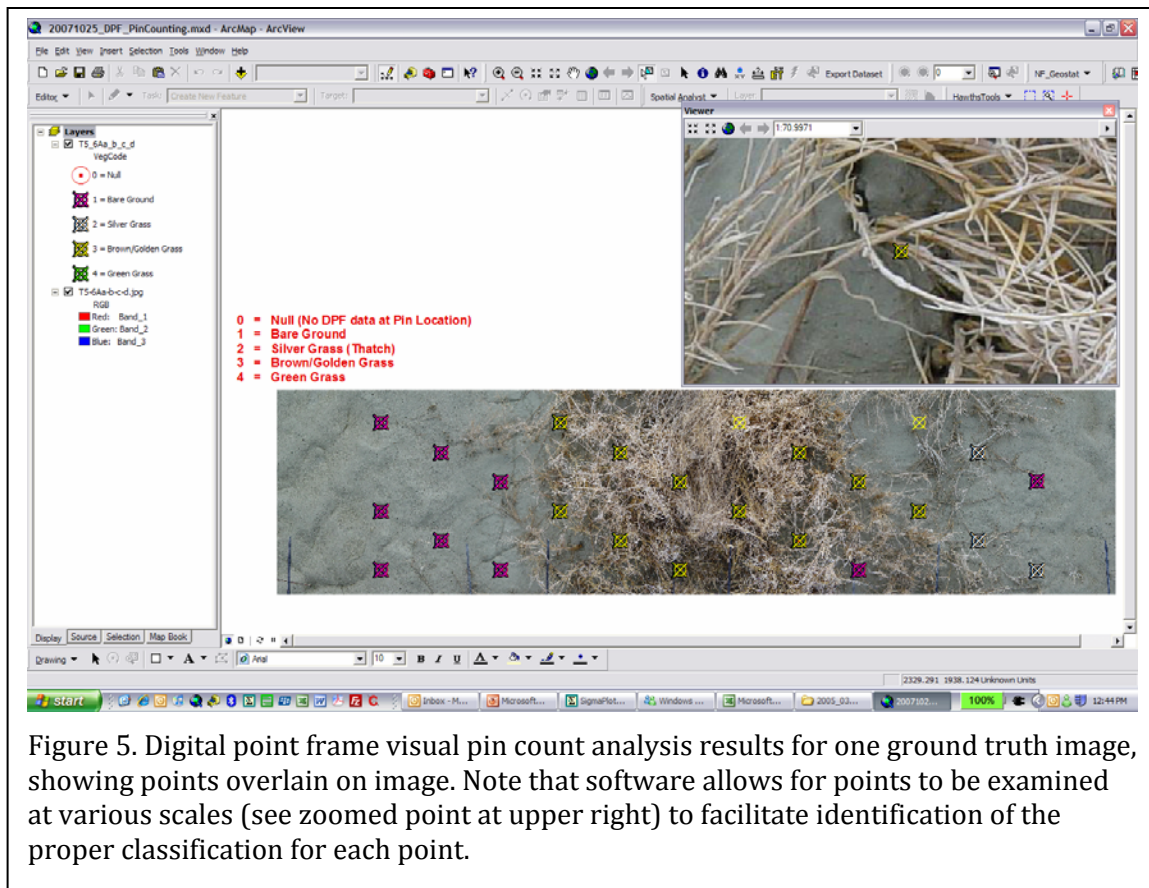 20071025_DPF_PinCounting.mxd - ArcMap - ArcView
File Edit View Insert Selection Tools Window Help
Export Dataset
0
NF_Geostat
Editor
Task:
Create New Feature
Target:
Spatial Analyst
Layer:
HawthsTools
Layers
T5_6Aa_b_c_d
VegCode
0 = Null
1 = Bare Ground
2 = Silver Grass
3 = Brown/Golden Grass
4 = Green Grass
T5-6Aa-b-c-d.jpg
RGB
Red: Band_1
Green: Band_2
Blue: Band_3
Viewer
1:70.9971
0 = Null (No DPF data at Pin Location)
1 = Bare Ground
2 = Silver Grass (Thatch)
3 = Brown/Golden Grass
4 = Green Grass
Display Source Selection Map Book
Drawing
A
Arial
10
B I U A
2329.291 1938.124 Unknown Units
start
Inbox - M...
Microsoft...
SigmaPlot...
Windows ...
Microsoft...
2005_03...
2007102...
100%
12:44 PM
Figure 5. Digital point frame visual pin count analysis results for one ground truth image,
showing points overlain on image. Note that software allows for points to be examined
at various scales (see zoomed point at upper right) to facilitate identification of the
proper classification for each point.